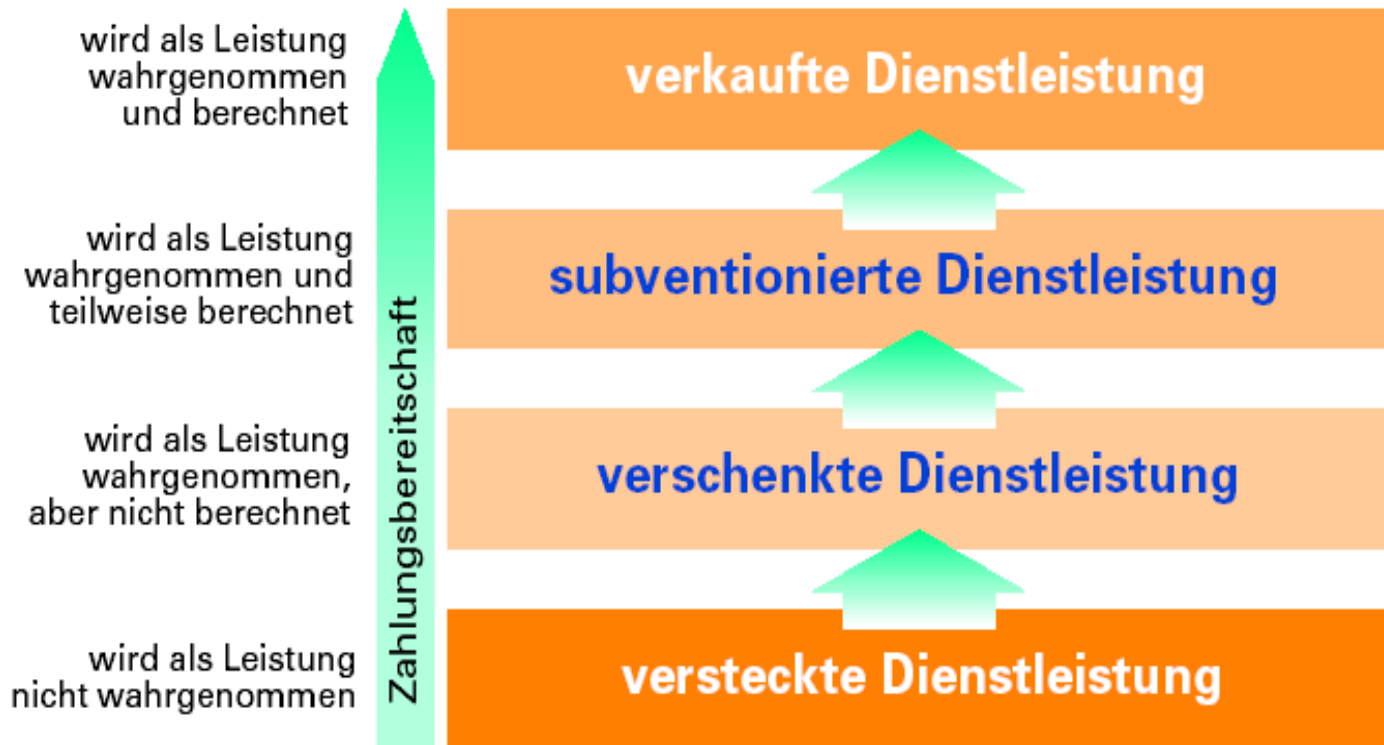 wird als Leistung
wahrgenommen
und berechnet
verkaufte Dienstleistung
wird als Leistung
wahrgenommen und
teilweise berechnet
subventionierte Dienstleistung
wird als Leistung
wahrgenommen,
aber nicht berechnet
verschenkte Dienstleistung
wird als Leistung
nicht wahrgenommen
versteckte Dienstleistung
Zahlungsbereitschaft